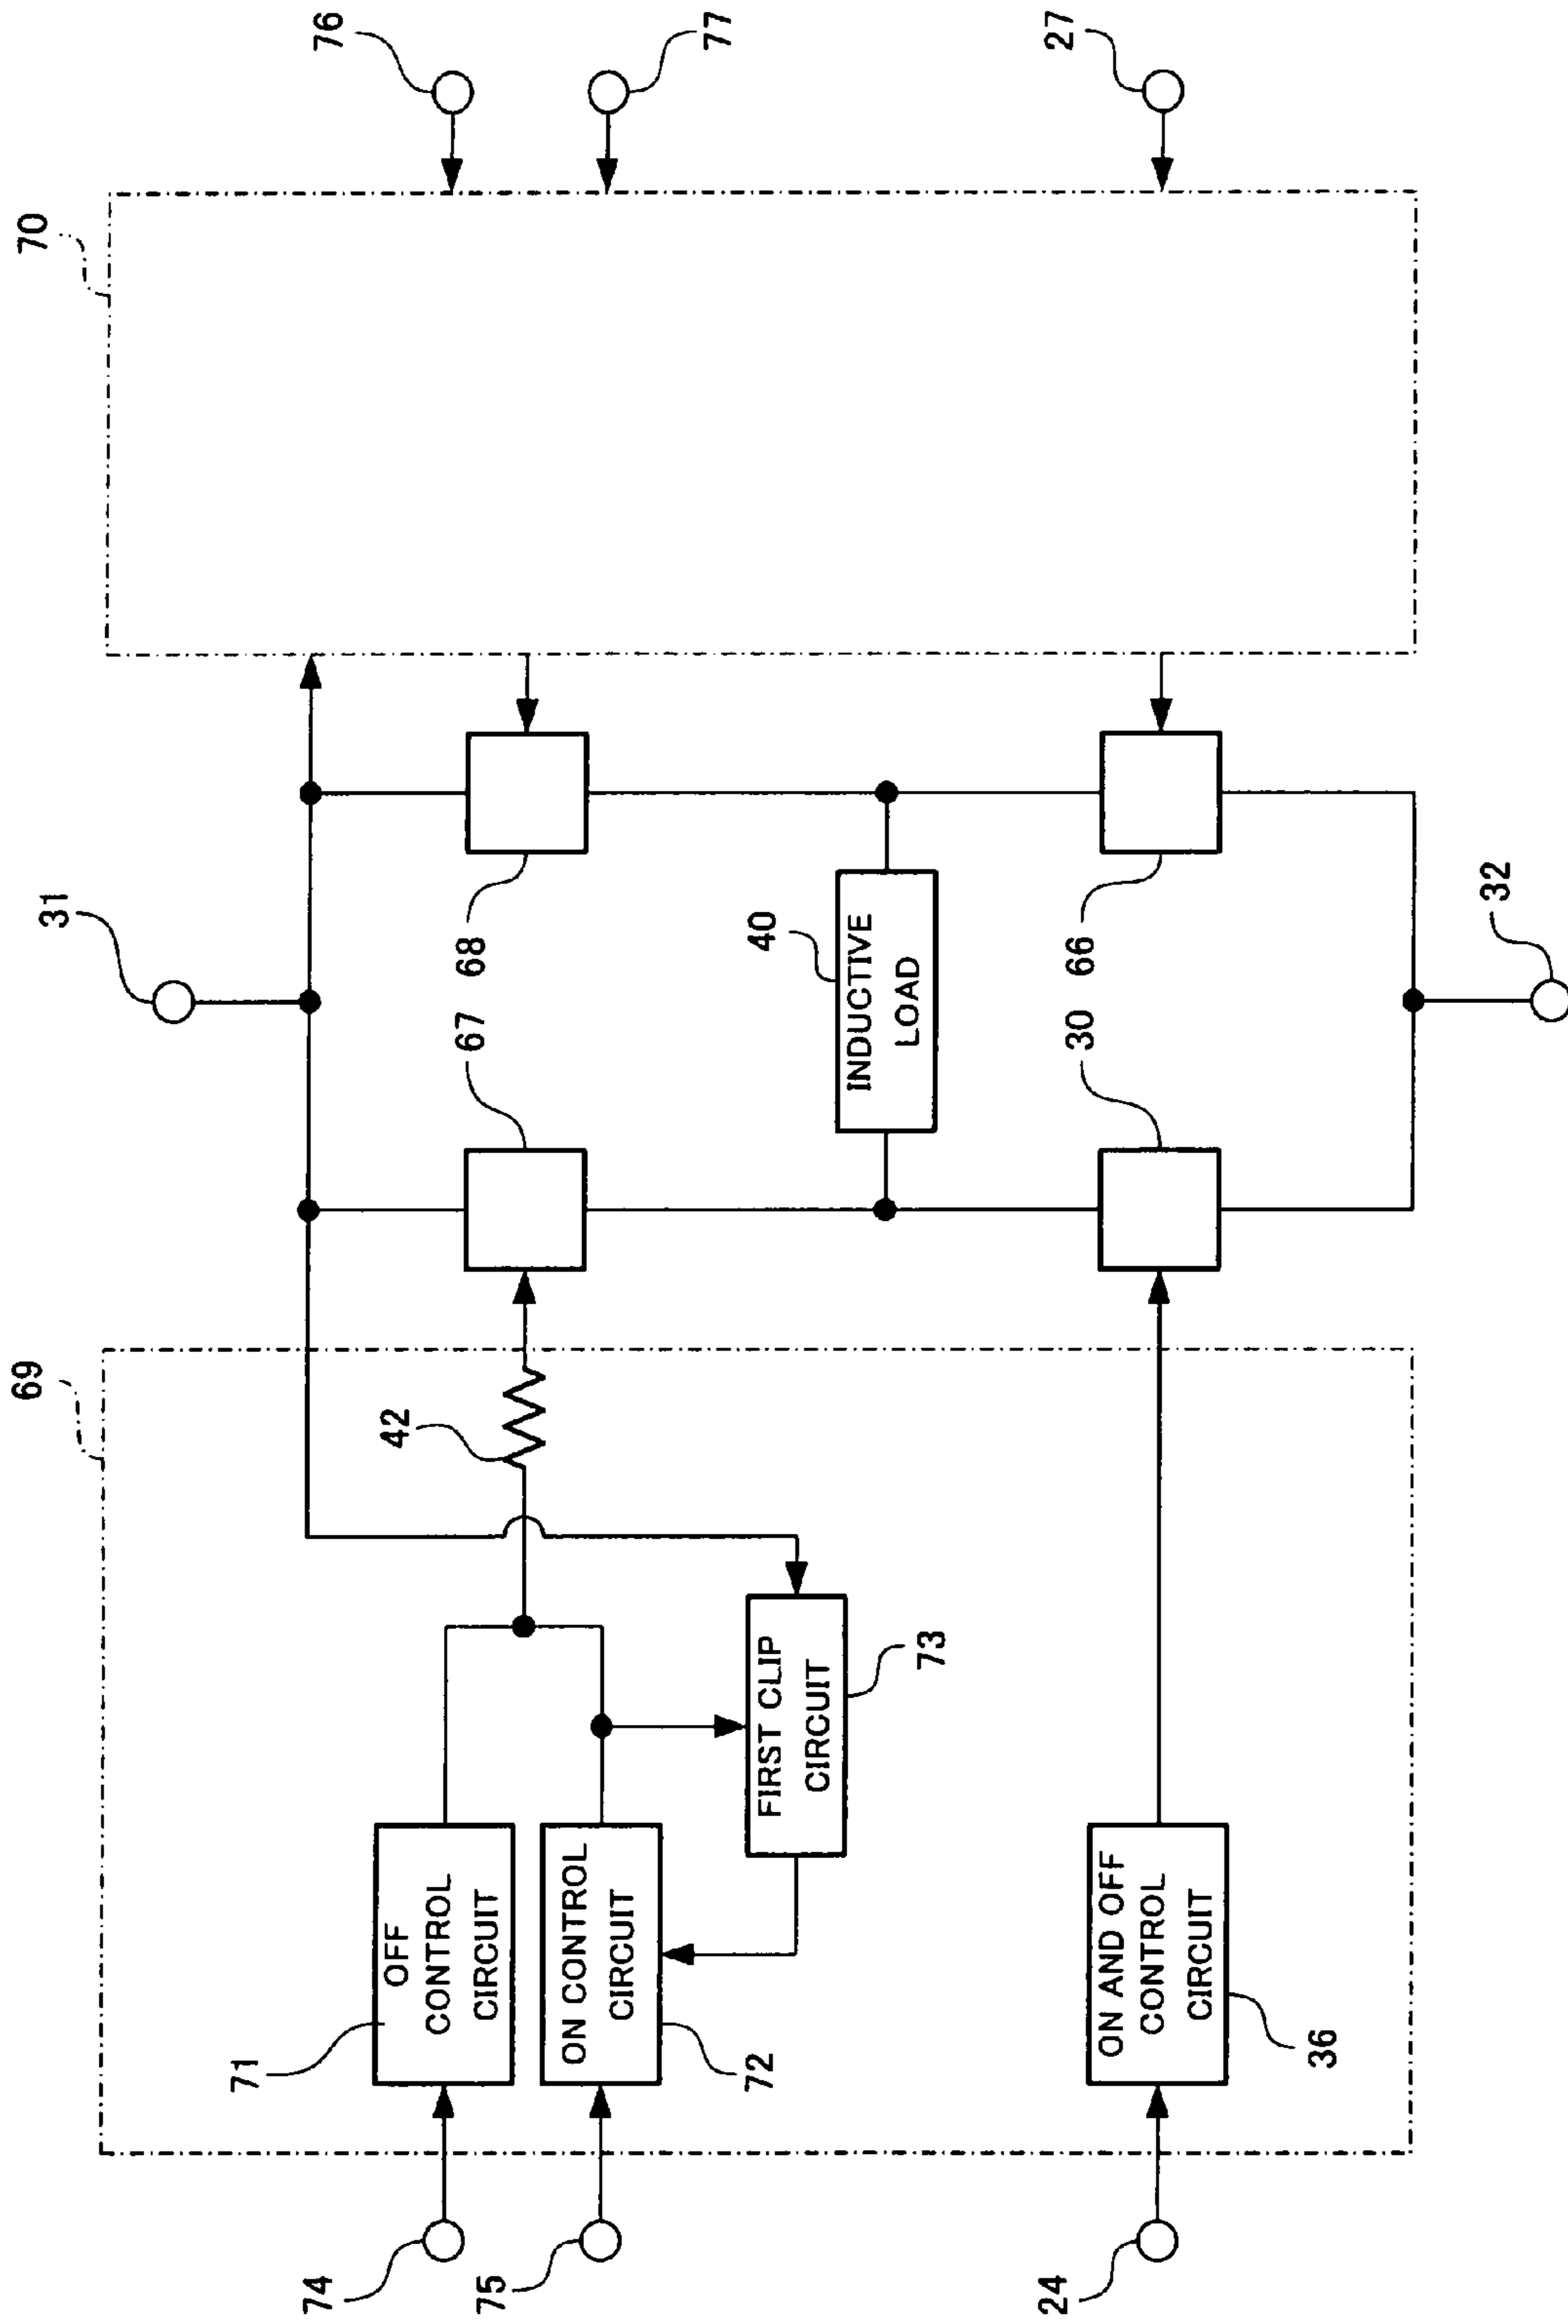 69
70
31
71
74
76
42
OFF
CONTROL
CIRCUIT
67
68
75
ON CONTROL
CIRCUIT
77
72
40
FIRST CLIP
CIRCUIT
INDUCTIVE
LOAD
73
24
27
30
66
ON AND OFF
CONTROL
CIRCUIT
36
32